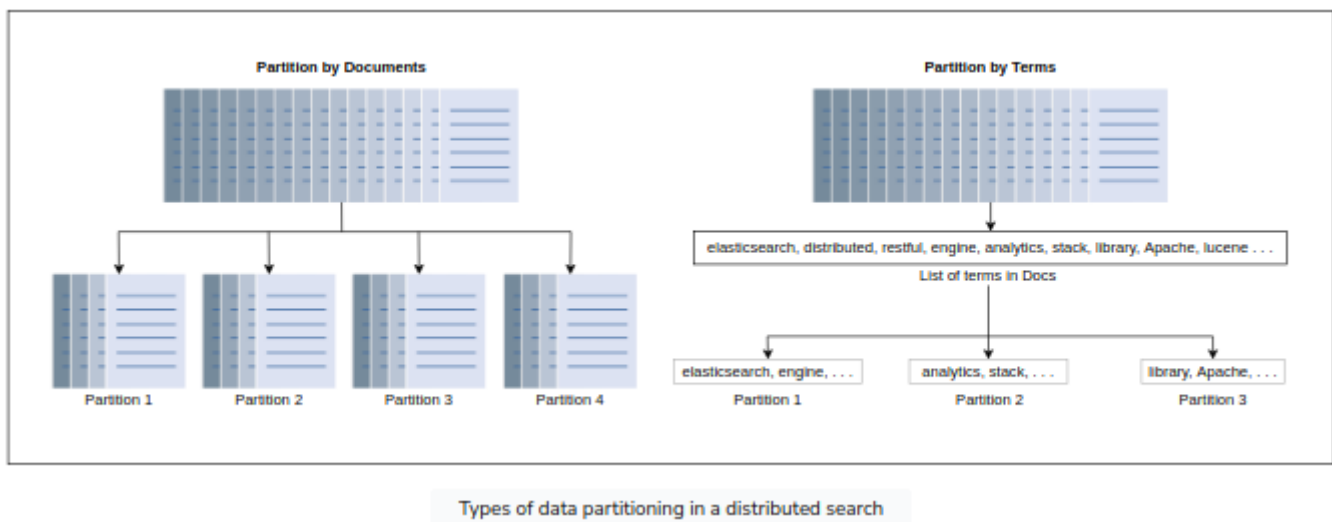 Partition by Documents
Partition 1
Partition 2
Partition 3
Partition 4
Partition by Terms
elasticsearch, distributed, restful, engine, analytics, stack, library, Apache, lucene . . .
List of terms in Docs
elasticsearch, engine, . . .
analytics, stack, . . .
library, Apache, . . .
Partition 1
Partition 2
Partition 3
Types of data partitioning in a distributed search